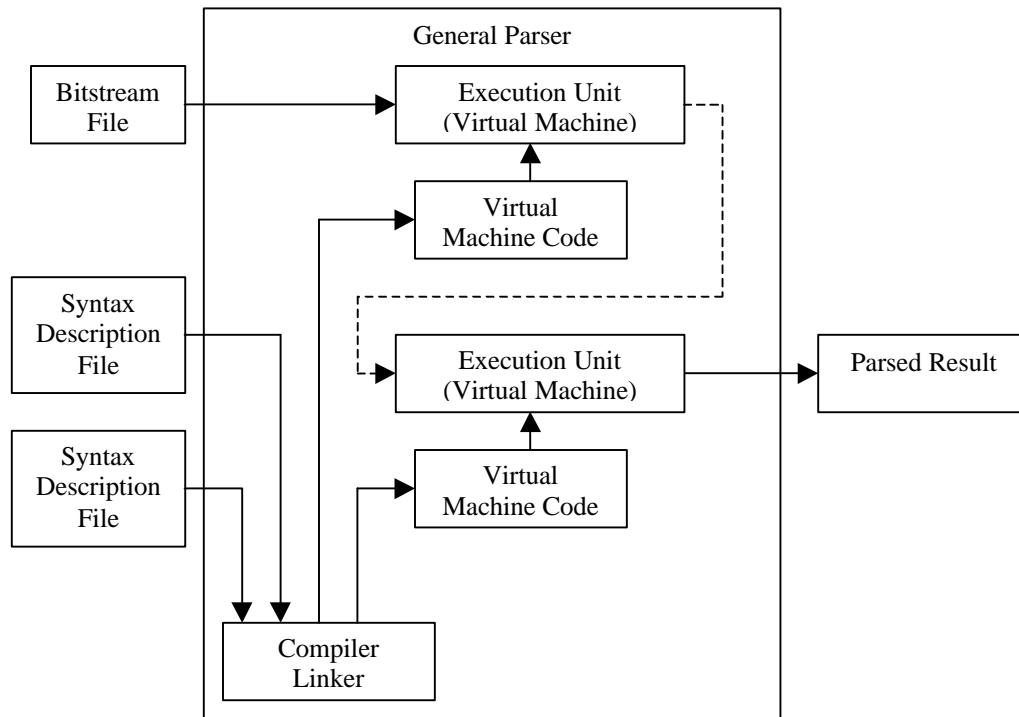 General Parser
Bitstream
File
Execution Unit
(Virtual Machine)
Virtual
Machine Code
Syntax
Description
File
Execution Unit
(Virtual Machine)
Parsed Result
Syntax
Description
File
Virtual
Machine Code
Compiler
Linker